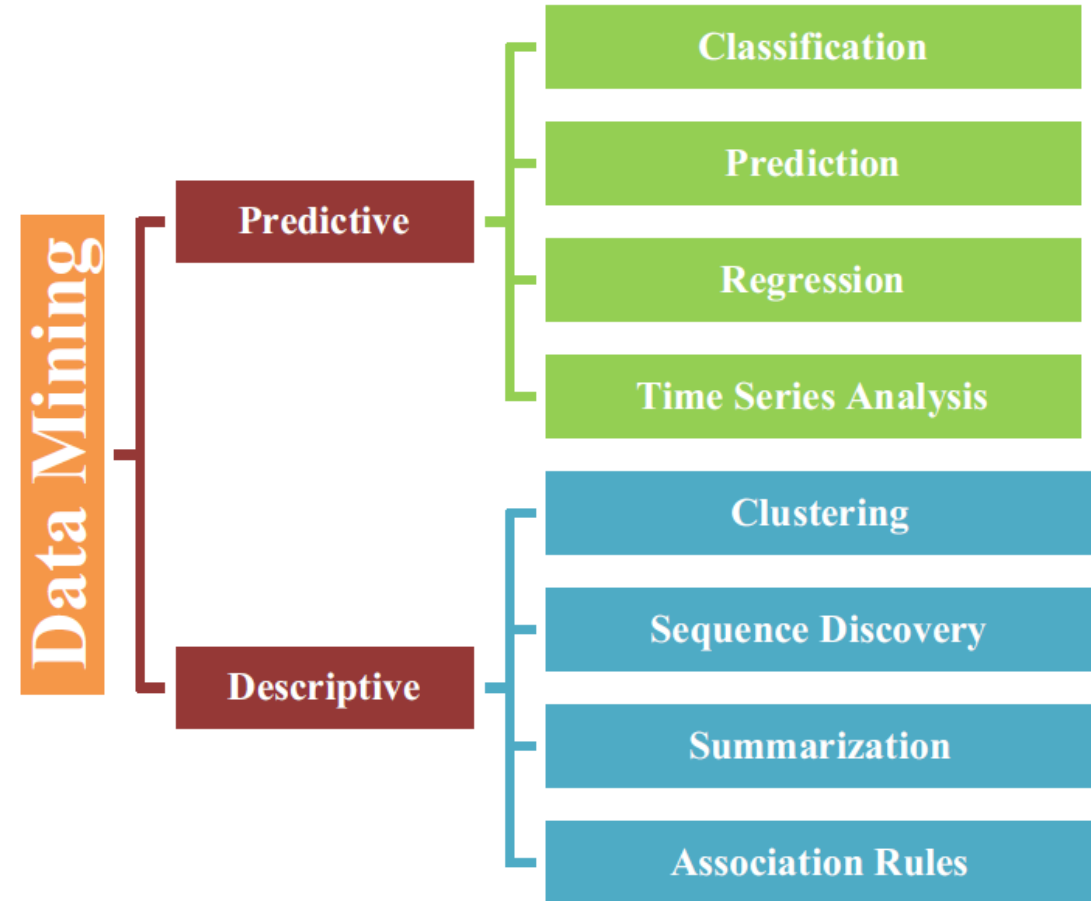 Data Mining
Predictive
Classification
Prediction
Regression
Time Series Analysis
Descriptive
Clustering
Sequence Discovery
Summarization
Association Rules